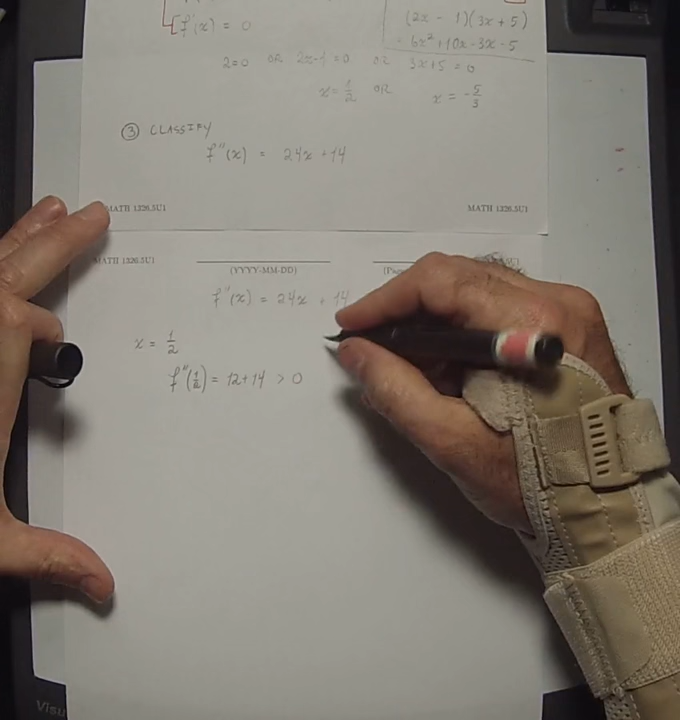 f'(x) = 0
(2x - 1)(3x + 5)
6x² + 10x - 3x - 5
2=0 OR 2x-1=0 OR 3x+5=0
x = 1/2 OR x = -5/3
③ CLASSIFY
f''(x) = 24x + 14
MATH 1326.5U1 MATH 1326.5U1
MATH 1326.5U1
(YYYY-MM-DD)
f''(x) = 24x + 14
x = 1/2
f''(1/2) = 12+14 > 0